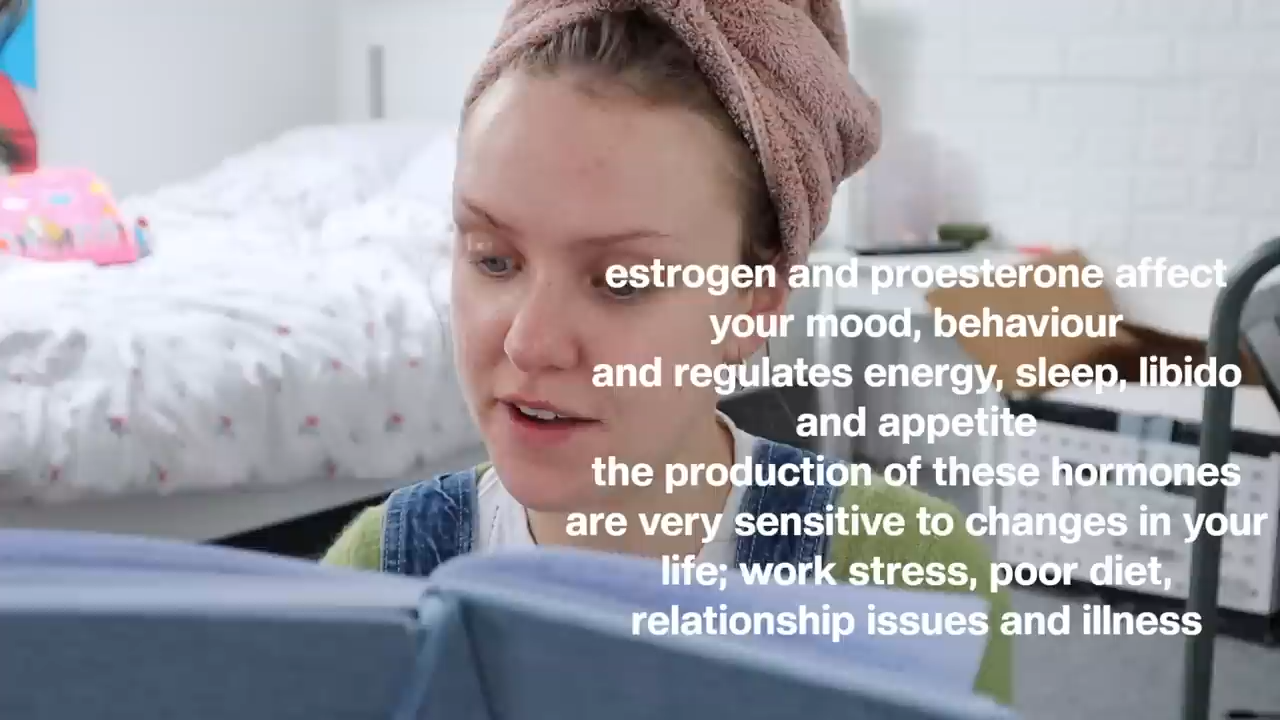 estrogen and proesterone affect
your mood, behaviour
and regulates energy, sleep, libido
and appetite
the production of these hormones
are very sensitive to changes in your
life; work stress, poor diet,
relationship issues and illness